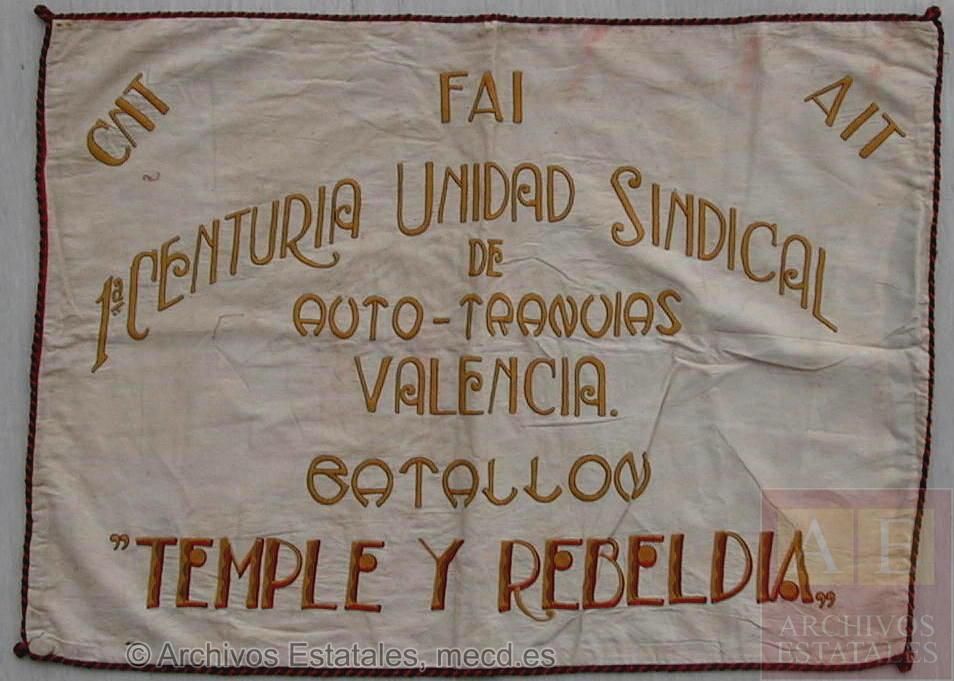 CNT FAI AIT
1ª CENTURIA UNIDAD SINDICAL
DE
AUTO-TRANVIAS
VALENCIA.
BATALLON
"TEMPLE Y REBELDIA"
AE
ARCHIVOS
ESTATALES
© Archivos Estatales, mecd.es